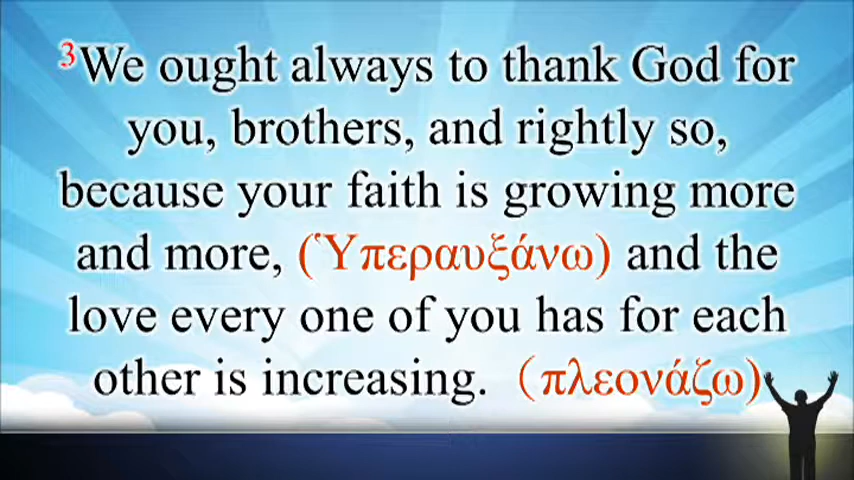 3We ought always to thank God for
you, brothers, and rightly so,
because your faith is growing more
and more, (Ὑπεραυξάνω) and the
love every one of you has for each
other is increasing. (πλεονάζω)